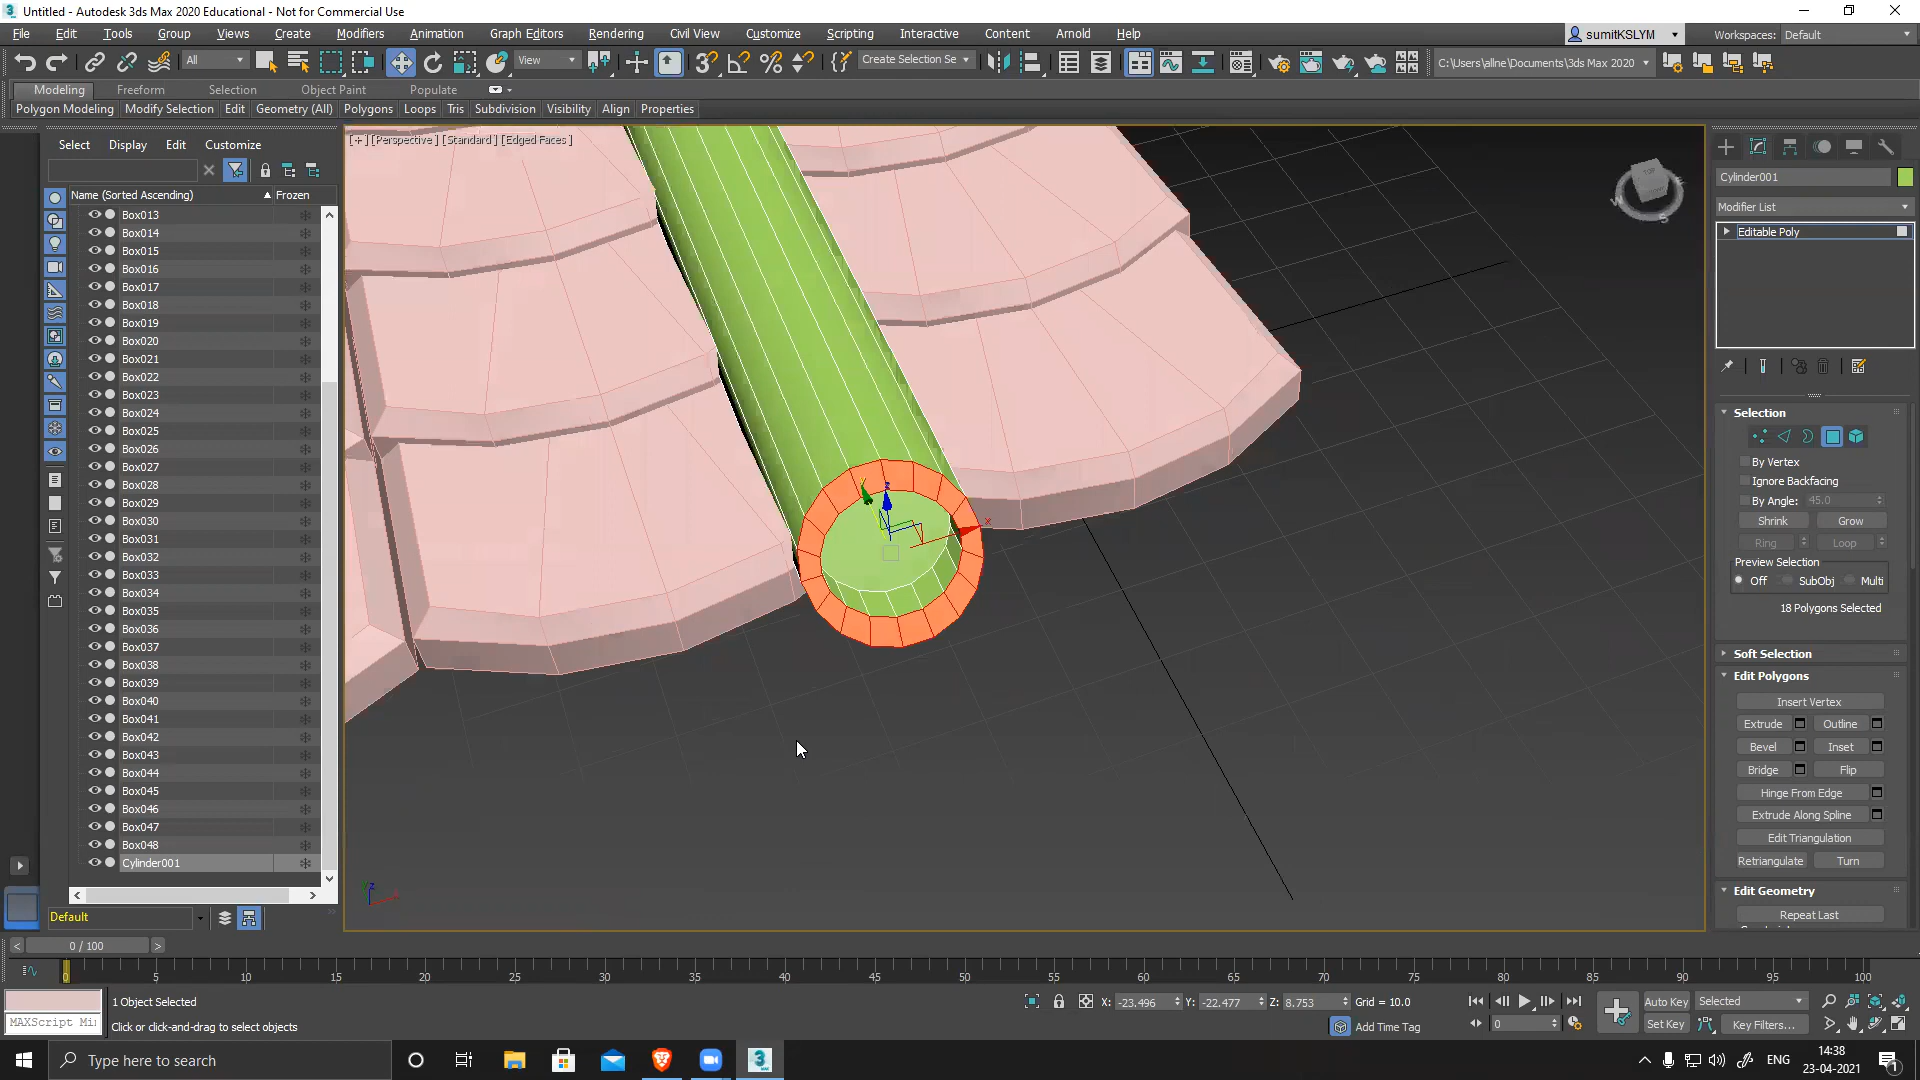 Untitled - Autodesk 3ds Max 2020 Educational - Not for Commercial Use
File Edit Tools Group Views Create Modifiers Animation Graph Editors Rendering Civil View Customize Scripting Interactive Content Arnold Help
sumitKSLYM Workspaces: Default
All View Create Selection Se C:\Users\allne\Documents\3ds Max 2020
Modeling Freeform Selection Object Paint Populate
Polygon Modeling Modify Selection Edit Geometry (All) Polygons Loops Tris Subdivision Visibility Align Properties
Select Display Edit Customize
[+] [Perspective] [Standard] [Edged Faces]
Name (Sorted Ascending) Frozen
Box013
Box014
Box015
Box016
Box017
Box018
Box019
Box020
Box021
Box022
Box023
Box024
Box025
Box026
Box027
Box028
Box029
Box030
Box031
Box032
Box033
Box034
Box035
Box036
Box037
Box038
Box039
Box040
Box041
Box042
Box043
Box044
Box045
Box046
Box047
Box048
Cylinder001
Default
Cylinder001
Modifier List
Editable Poly
Selection
By Vertex
Ignore Backfacing
By Angle: 45.0
Shrink Grow
Ring Loop
Preview Selection
Off SubObj Multi
18 Polygons Selected
Soft Selection
Edit Polygons
Insert Vertex
Extrude Outline
Bevel Inset
Bridge Flip
Hinge From Edge
Extrude Along Spline
Edit Triangulation
Retriangulate Turn
Edit Geometry
Repeat Last
TOP
W S
z x
0 / 100
0 5 10 15 20 25 30 35 40 45 50 55 60 65 70 75 80 85 90 95 100
1 Object Selected X: -23.496 Y: -22.477 Z: 8.753 Grid = 10.0 Auto Key Selected
MAXScript Mi Click or click-and-drag to select objects Add Time Tag 0 Set Key Key Filters...
Type here to search
ENG 14:38
23-04-2021
1